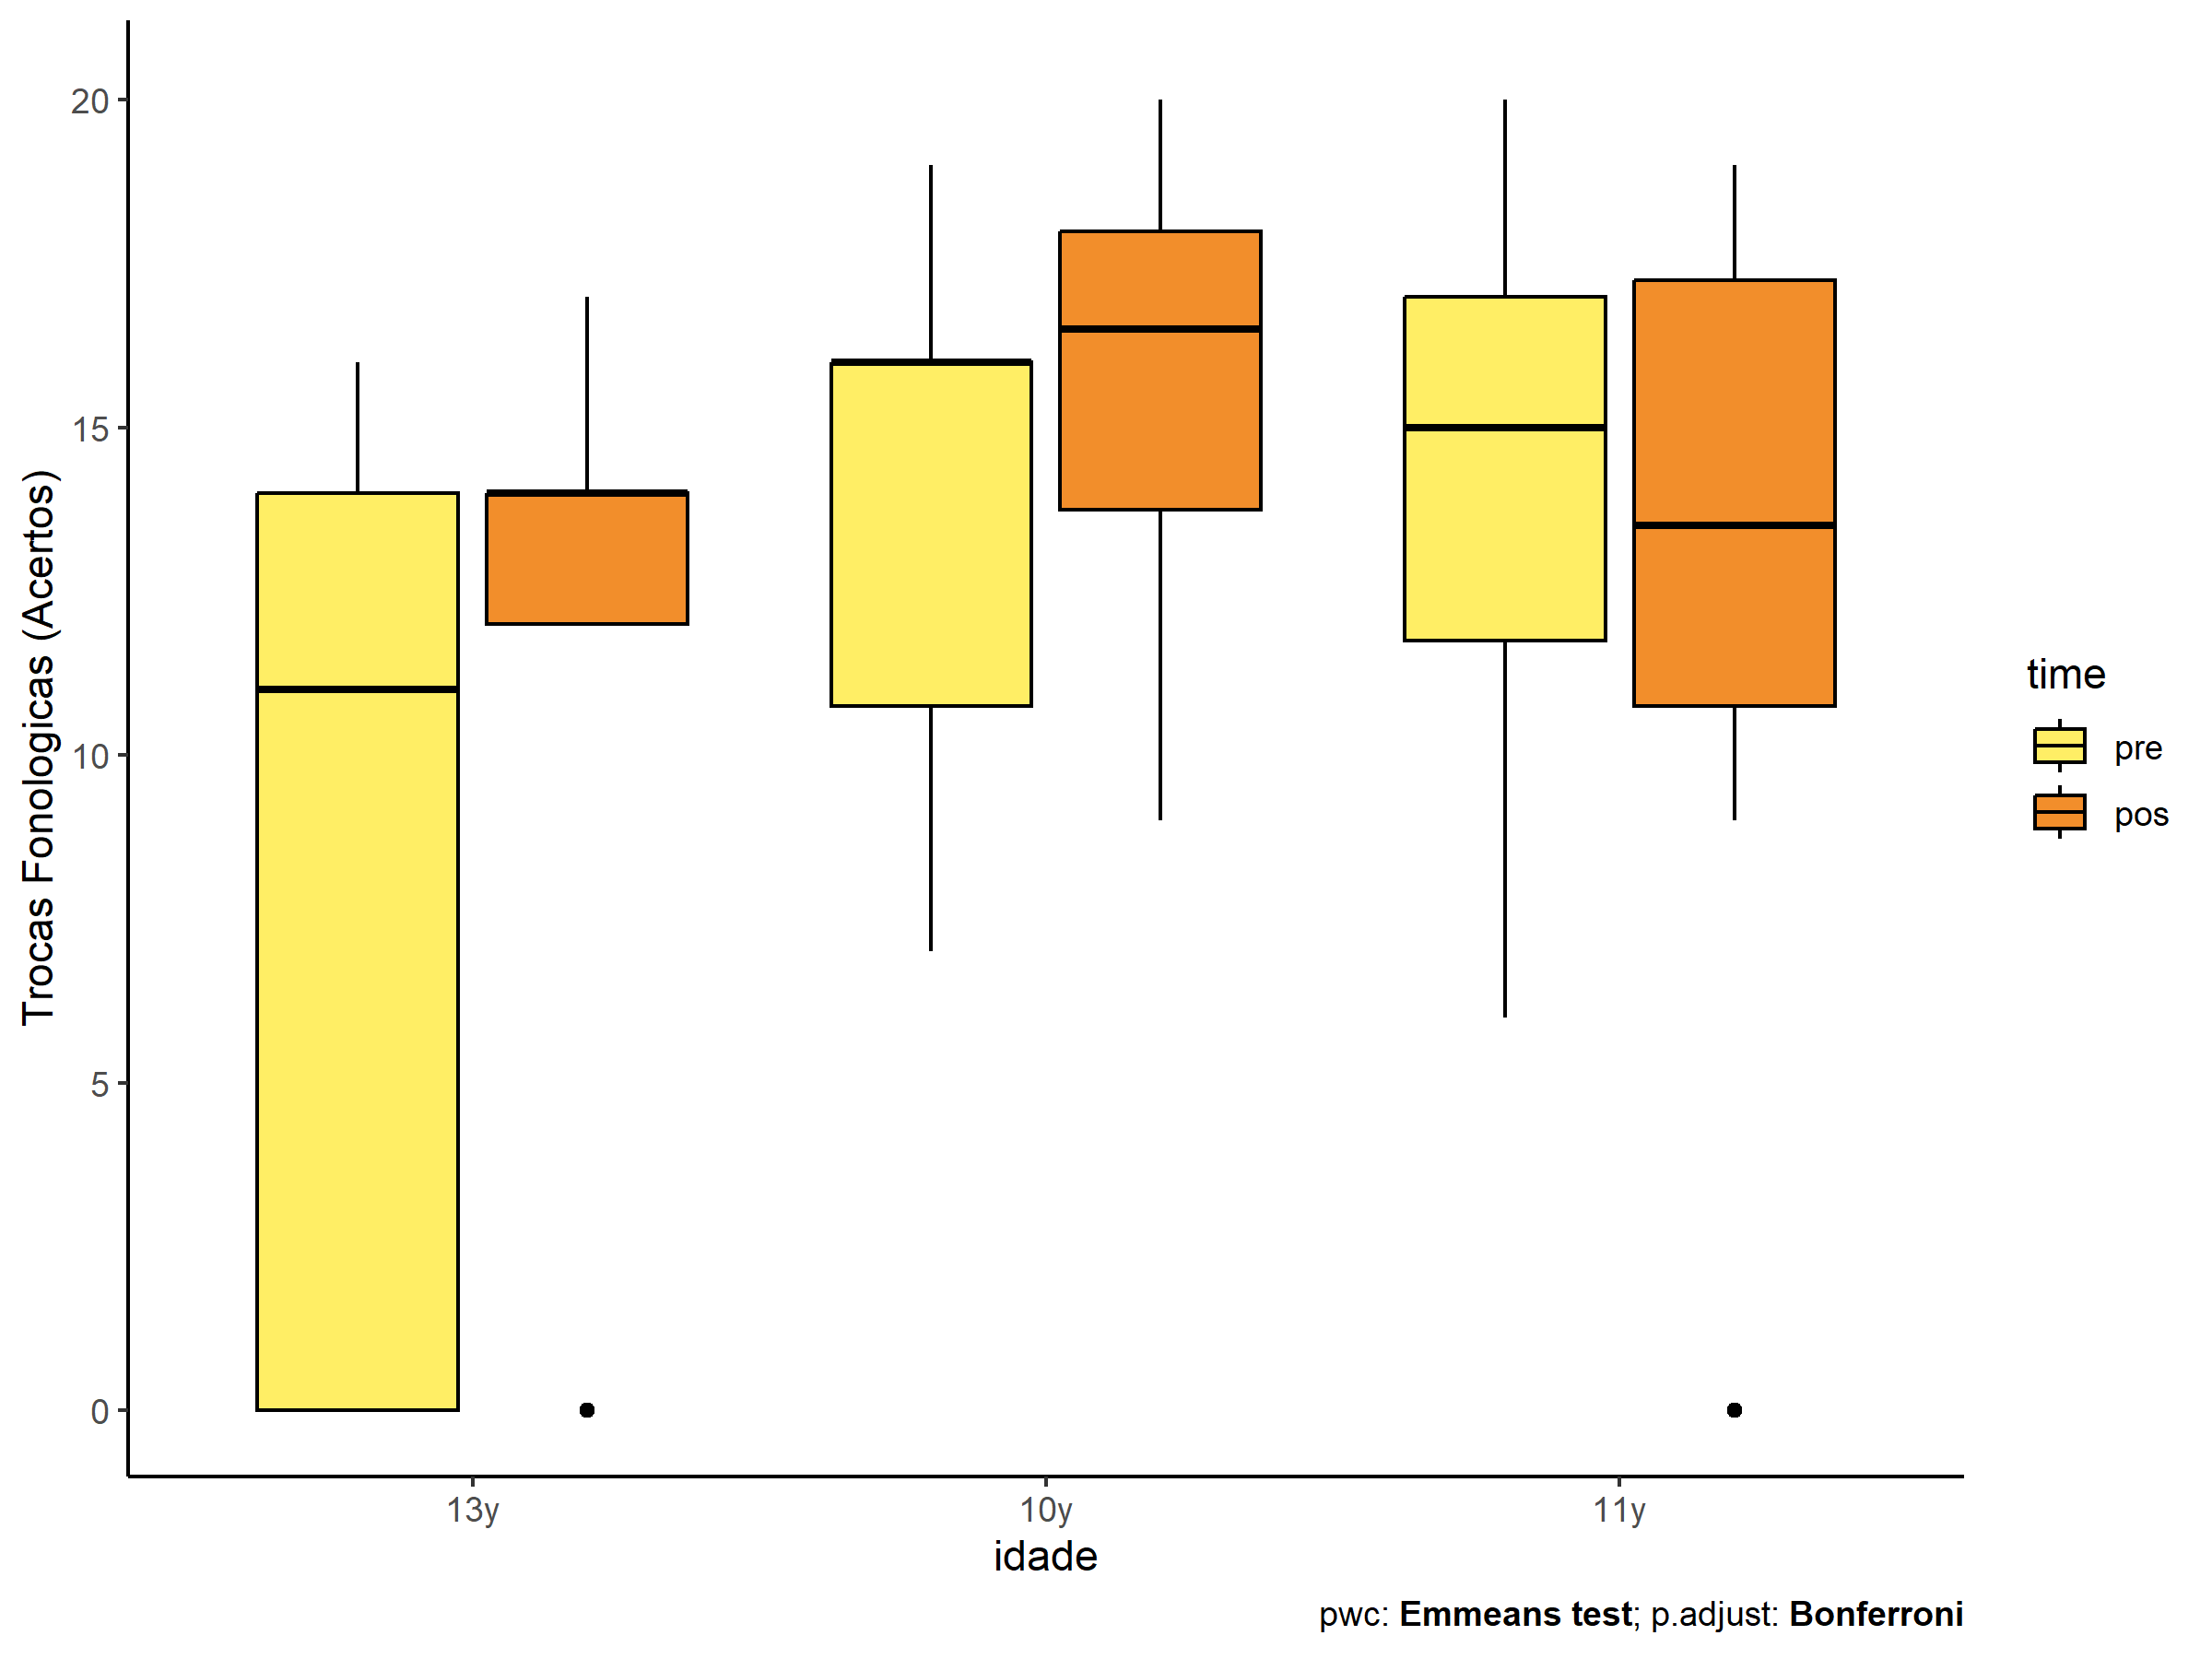 Trocas Fonologicas (Acertos)
20
15
10
5
0
13y
10y
11y
idade
time
pre
pos
pwc: Emmeans test; p.adjust: Bonferroni